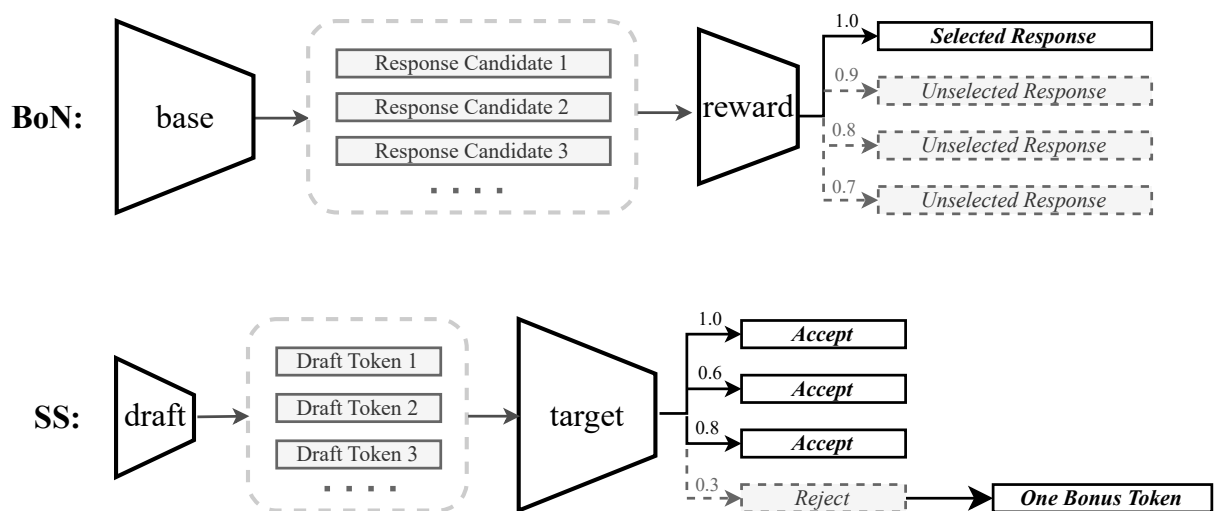 BoN:
base
Response Candidate 1
Response Candidate 2
Response Candidate 3
. . . .
reward
1.0
Selected Response
0.9
Unselected Response
0.8
Unselected Response
0.7
Unselected Response
SS:
draft
Draft Token 1
Draft Token 2
Draft Token 3
. . . .
target
1.0
Accept
0.6
Accept
0.8
Accept
0.3
Reject
One Bonus Token